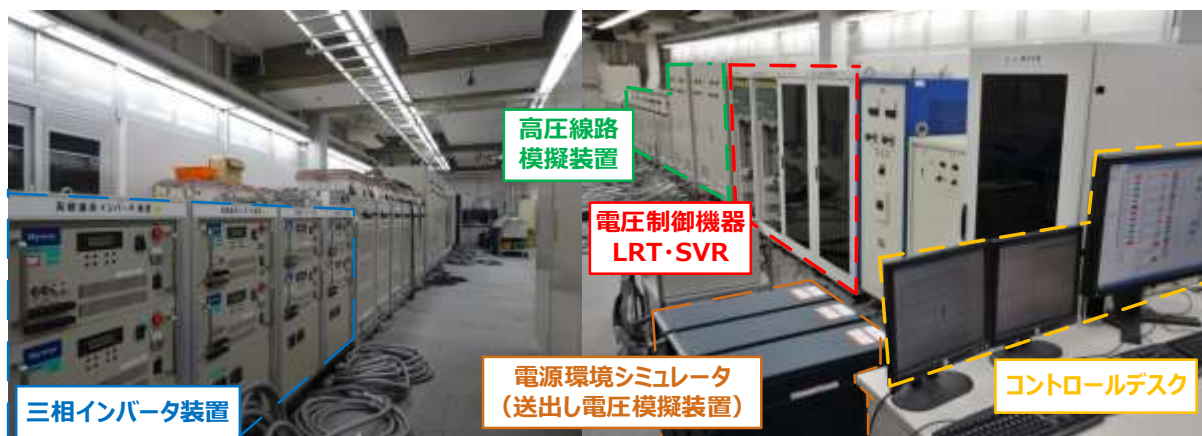 高圧線路
模擬装置
電圧制御機器
LRT･SVR
電源環境シミュレータ
（送出し電圧模擬装置）
コントロールデスク
三相インバータ装置